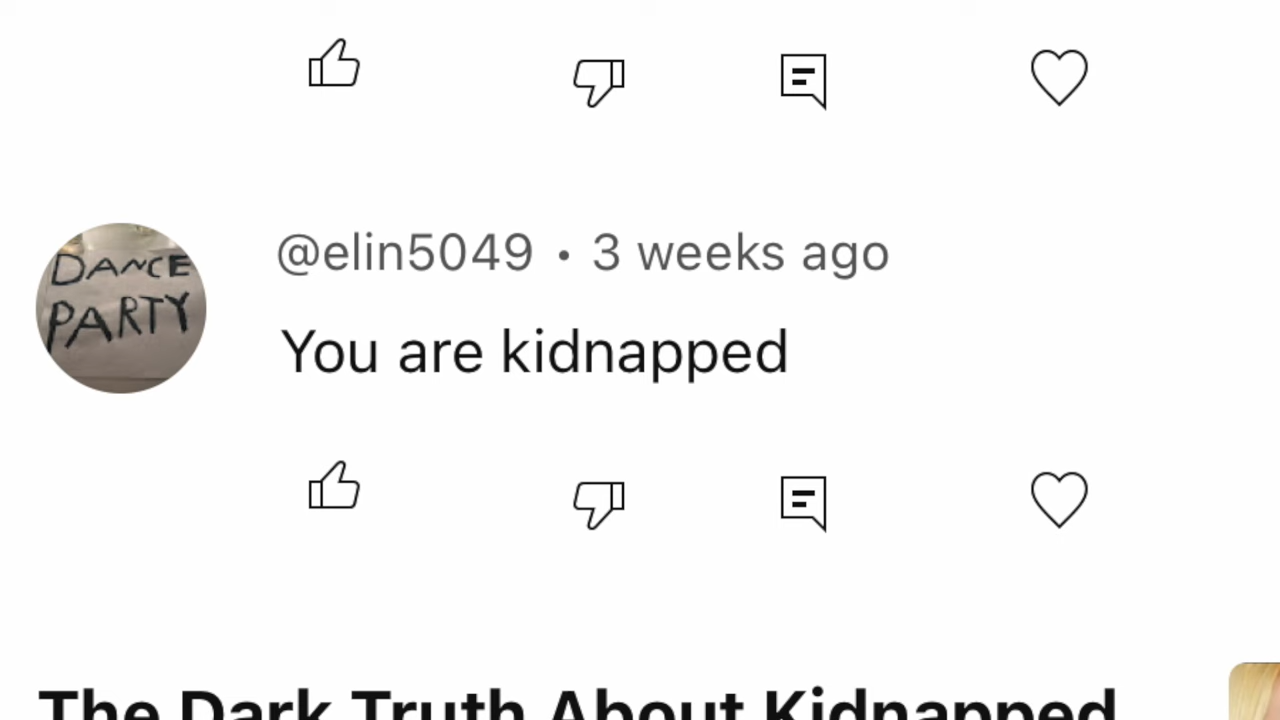 DANCE
PARTY
@elin5049 • 3 weeks ago
You are kidnapped
The Dark Truth About Kidnapped